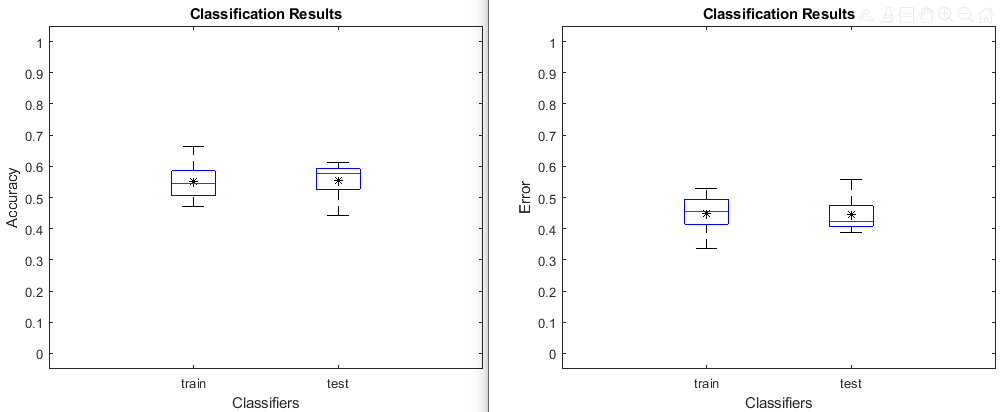 Classification Results
1
0.9
0.8
0.7
0.6
0.5
0.4
0.3
0.2
0.1
0
Accuracy
train test
Classifiers
Classification Results
1
0.9
0.8
0.7
0.6
0.5
0.4
0.3
0.2
0.1
0
Error
train test
Classifiers